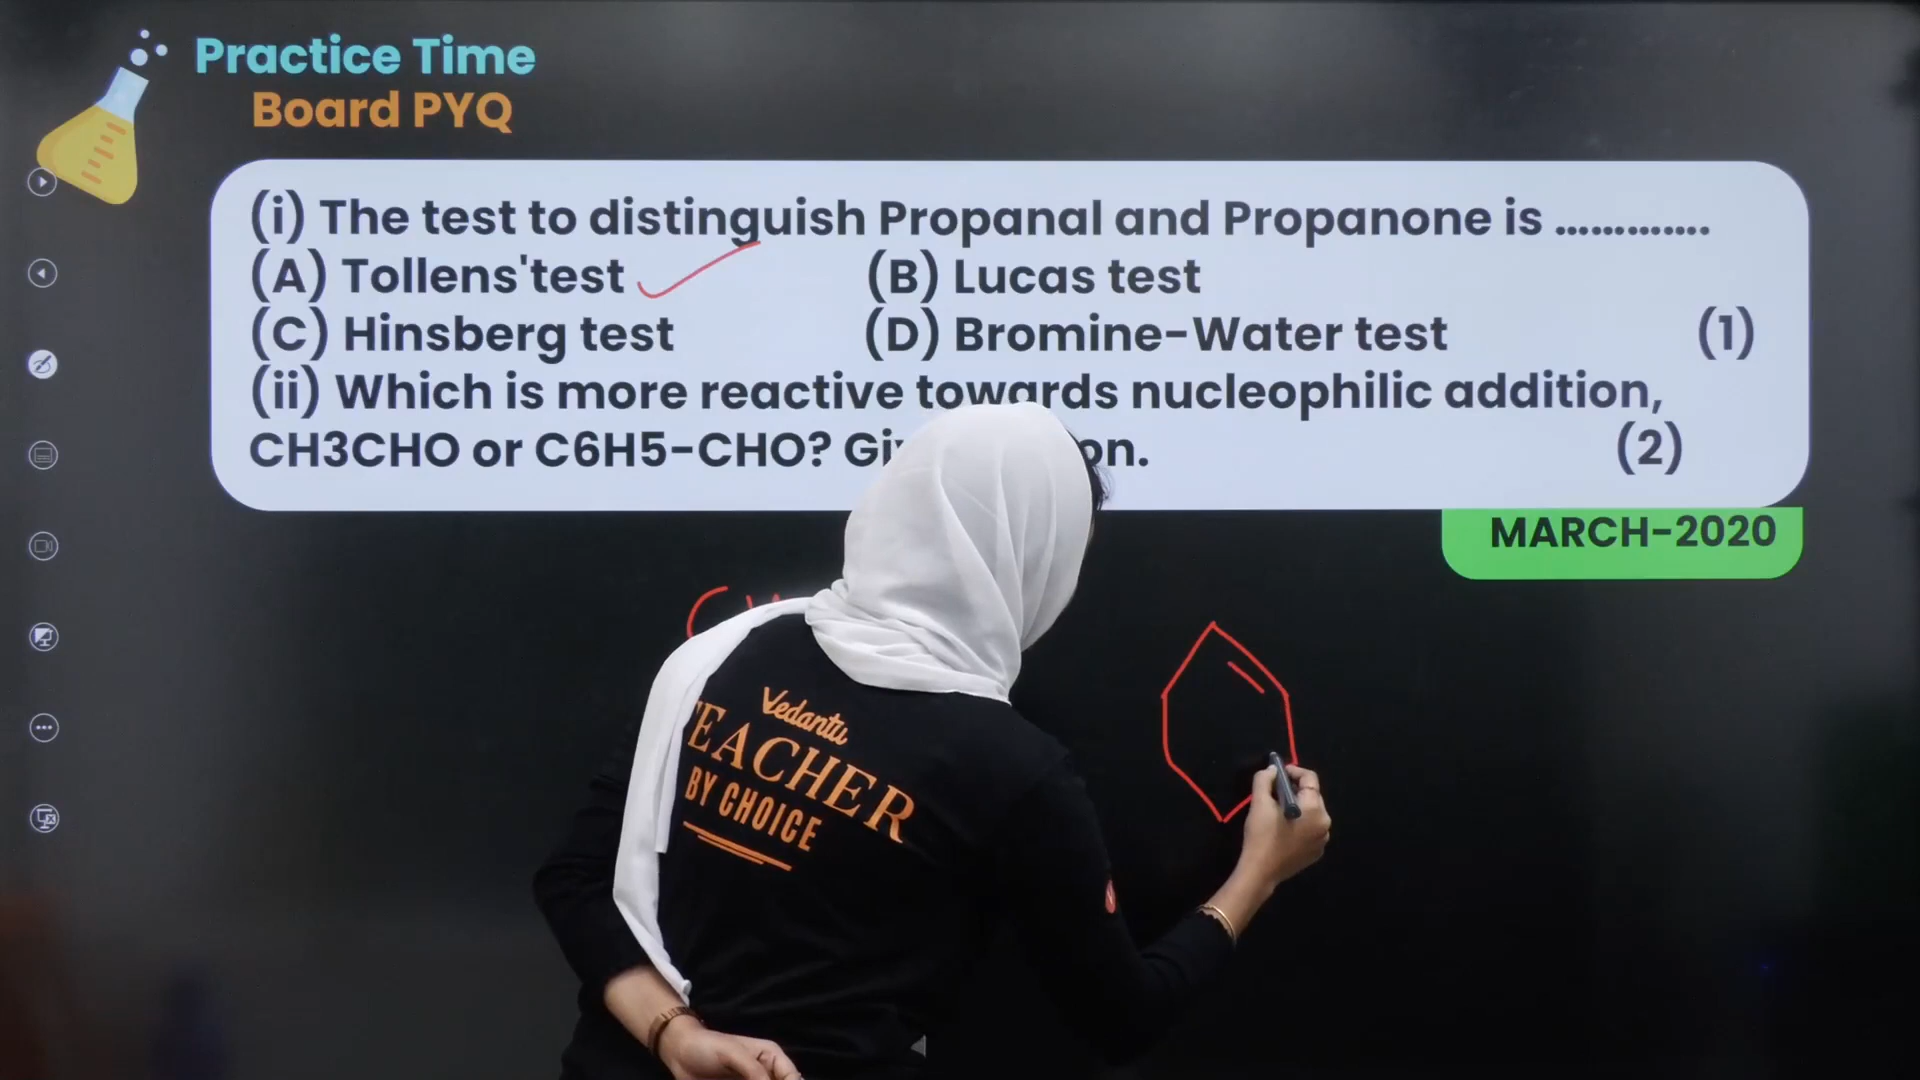 Practice Time
Board PYQ
(i) The test to distinguish Propanal and Propanone is .............
(A) Tollens'test (B) Lucas test
(C) Hinsberg test (D) Bromine-Water test (1)
(ii) Which is more reactive towards nucleophilic addition,
CH3CHO or C6H5-CHO? (2)
MARCH-2020
Vedantu
TEACHER
BY CHOICE